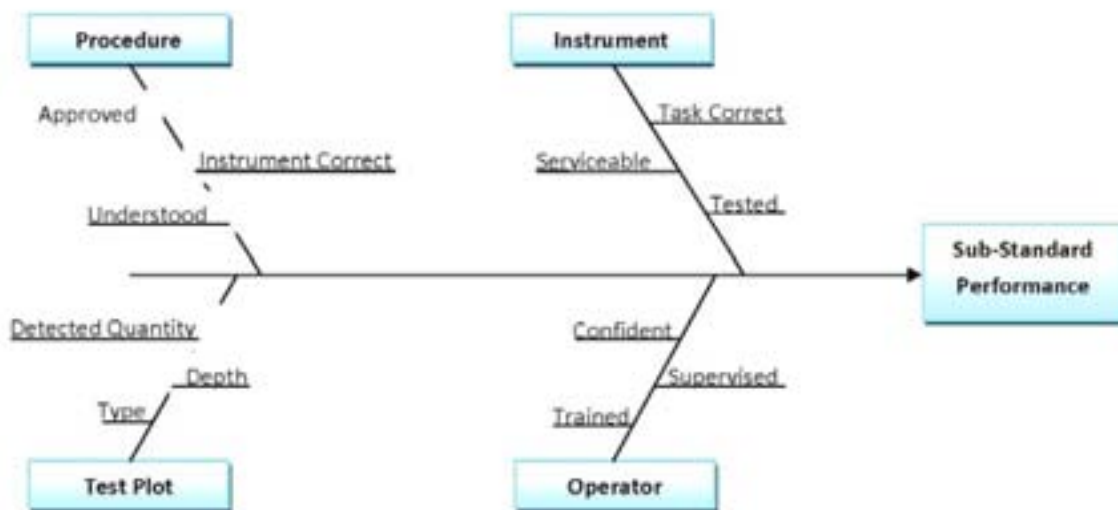 Procedure
Instrument
Approved
Task Correct
Instrument Correct
Serviceable
Understood
Tested
Sub-Standard
Performance
Detected Quantity
Confident
Depth
Supervised
Type
Trained
Test Plot
Operator